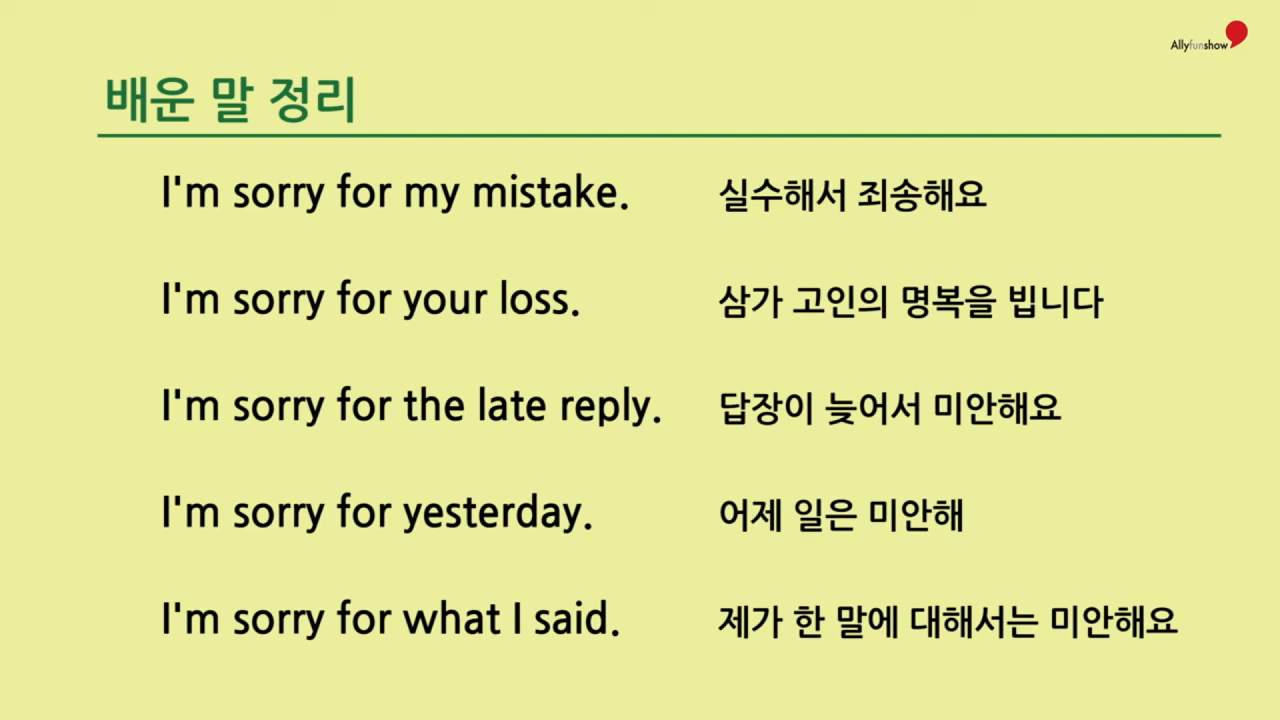 Allyfunshow
배운 말 정리
I'm sorry for my mistake. 실수해서 죄송해요
I'm sorry for your loss. 삼가 고인의 명복을 빕니다
I'm sorry for the late reply. 답장이 늦어서 미안해요
I'm sorry for yesterday. 어제 일은 미안해
I'm sorry for what I said. 제가 한 말에 대해서는 미안해요